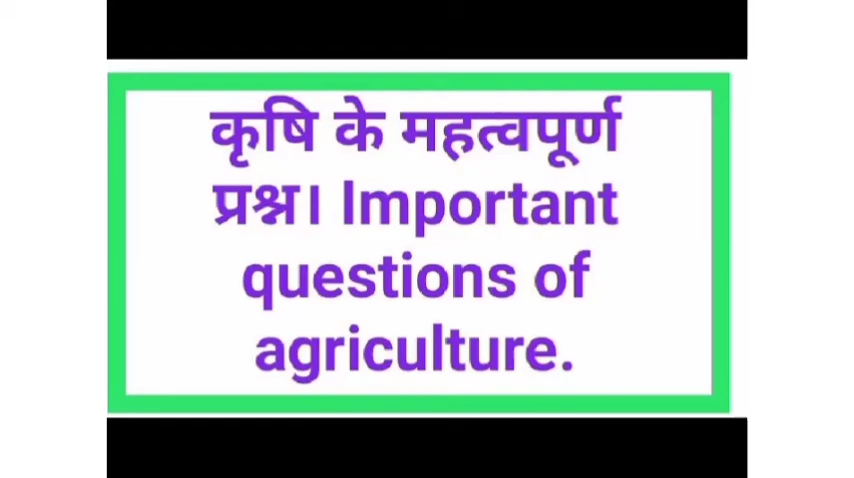 कृषि के महत्वपूर्ण
प्रश्न। Important
questions of
agriculture.